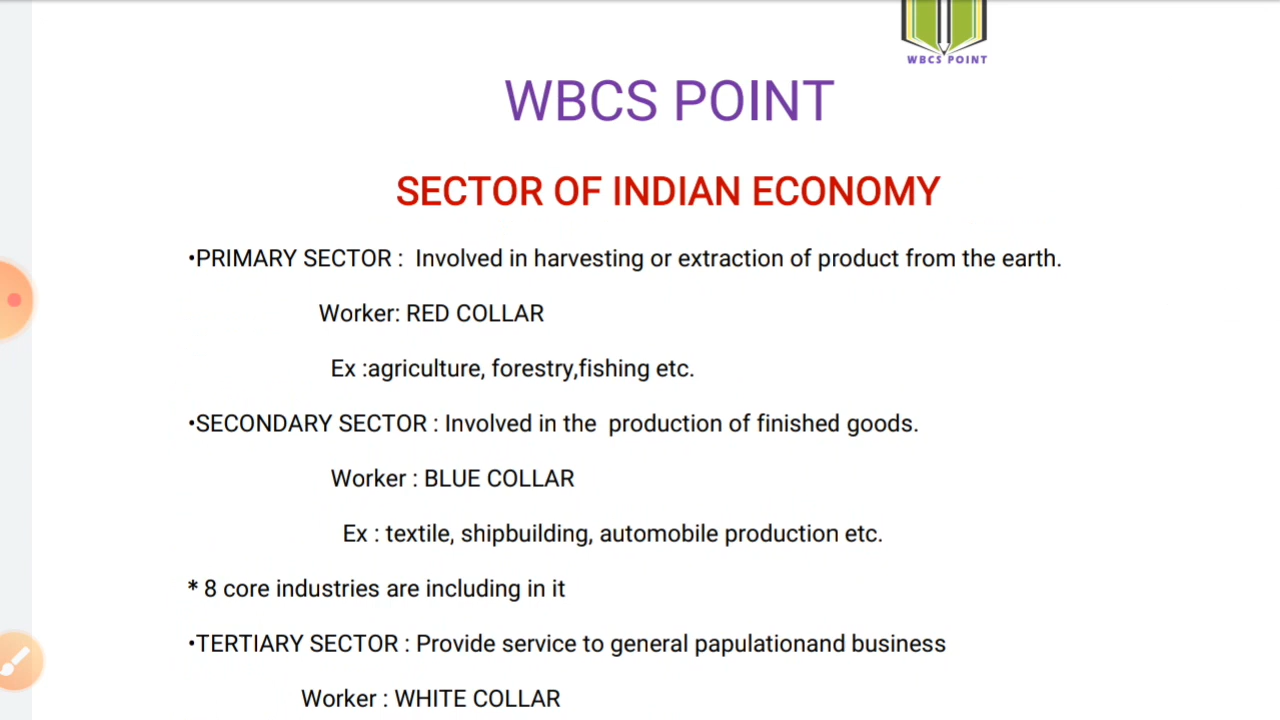 WBCS POINT
WBCS POINT
SECTOR OF INDIAN ECONOMY
•PRIMARY SECTOR : Involved in harvesting or extraction of product from the earth.
Worker: RED COLLAR
Ex :agriculture, forestry,fishing etc.
•SECONDARY SECTOR : Involved in the production of finished goods.
Worker : BLUE COLLAR
Ex : textile, shipbuilding, automobile production etc.
* 8 core industries are including in it
•TERTIARY SECTOR : Provide service to general papulationand business
Worker : WHITE COLLAR